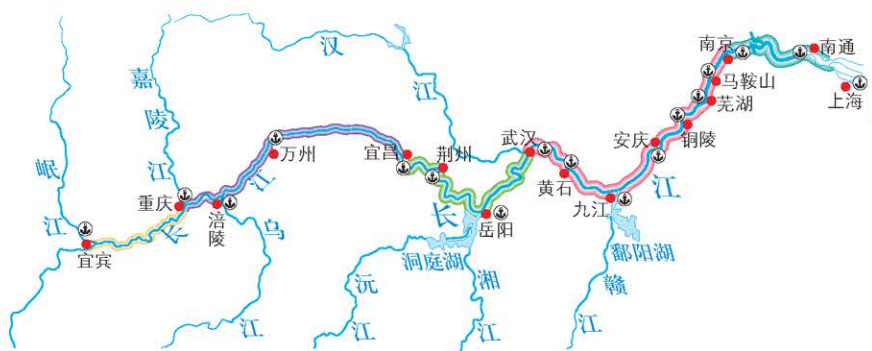 汉江
嘉陵江
岷江
长江
乌江
沅江
湘江
赣江
洞庭湖
鄱阳湖
宜宾
重庆
涪陵
万州
宜昌
荆州
岳阳
武汉
黄石
九江
安庆
铜陵
芜湖
马鞍山
南京
南通
上海